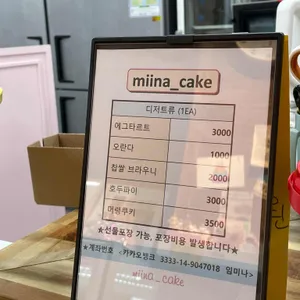 miina_cake
디저트류 (1EA)
에그타르트 3000
오란다 1000
찹쌀 브라우니 2000
호두파이 3000
머랭쿠키 3500
★선물포장 가능, 포장비용 발생합니다★
★계좌번호 <카카오뱅크 3333-14-9047018 임미나>
miina_cake